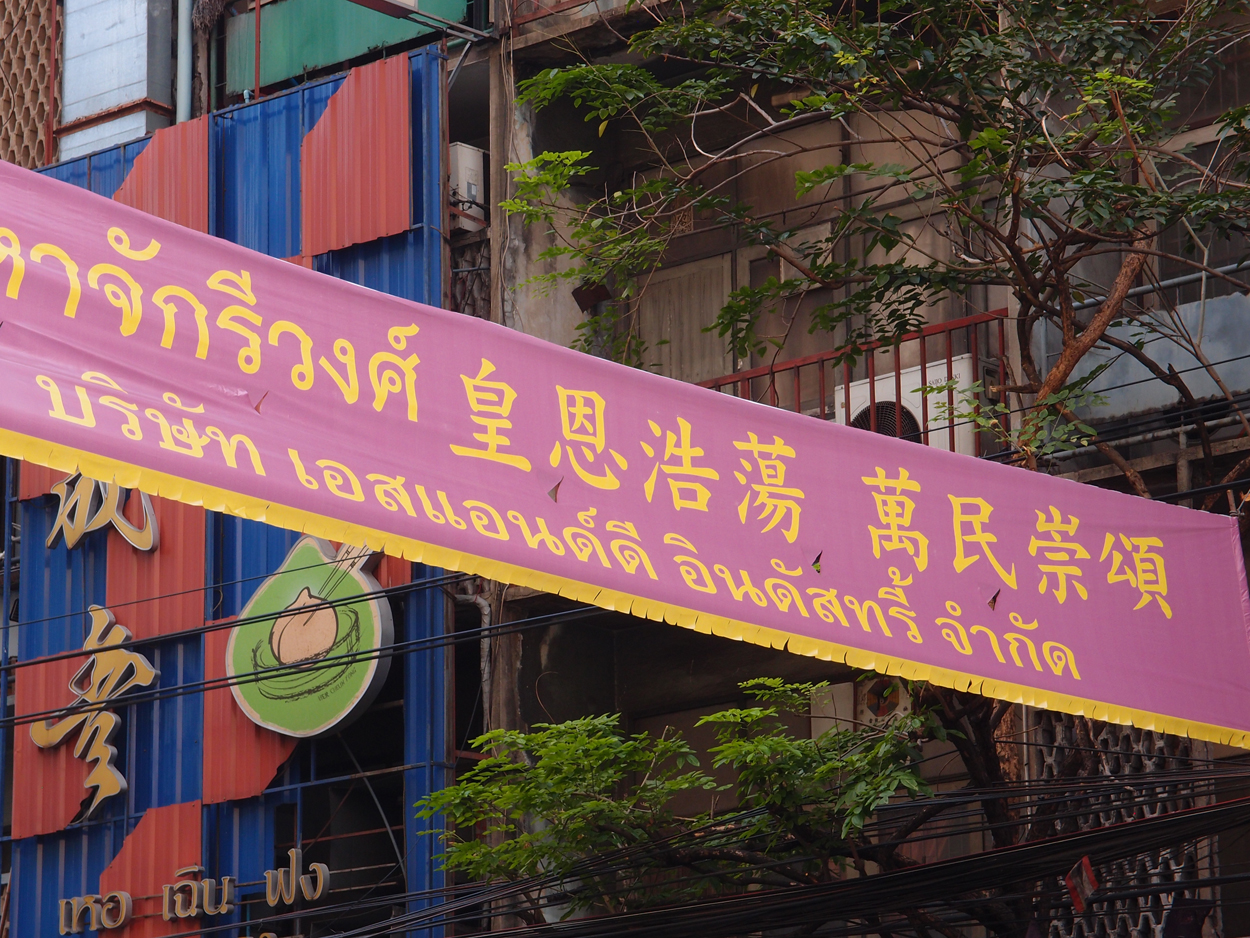 หาจักรีวงศ์ 皇恩浩蕩 萬民崇頌
บริษัท เอสแอนด์ดี อินดัสทรี้ จำกัด
堂
เหอ เฉิน ฟง